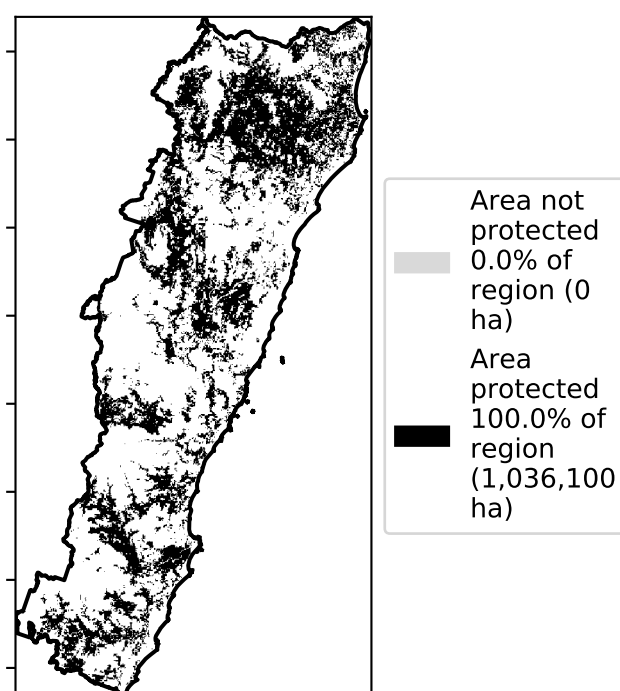 Area not
protected
0.0% of
region (0
ha)
Area
protected
100.0% of
region
(1,036,100
ha)